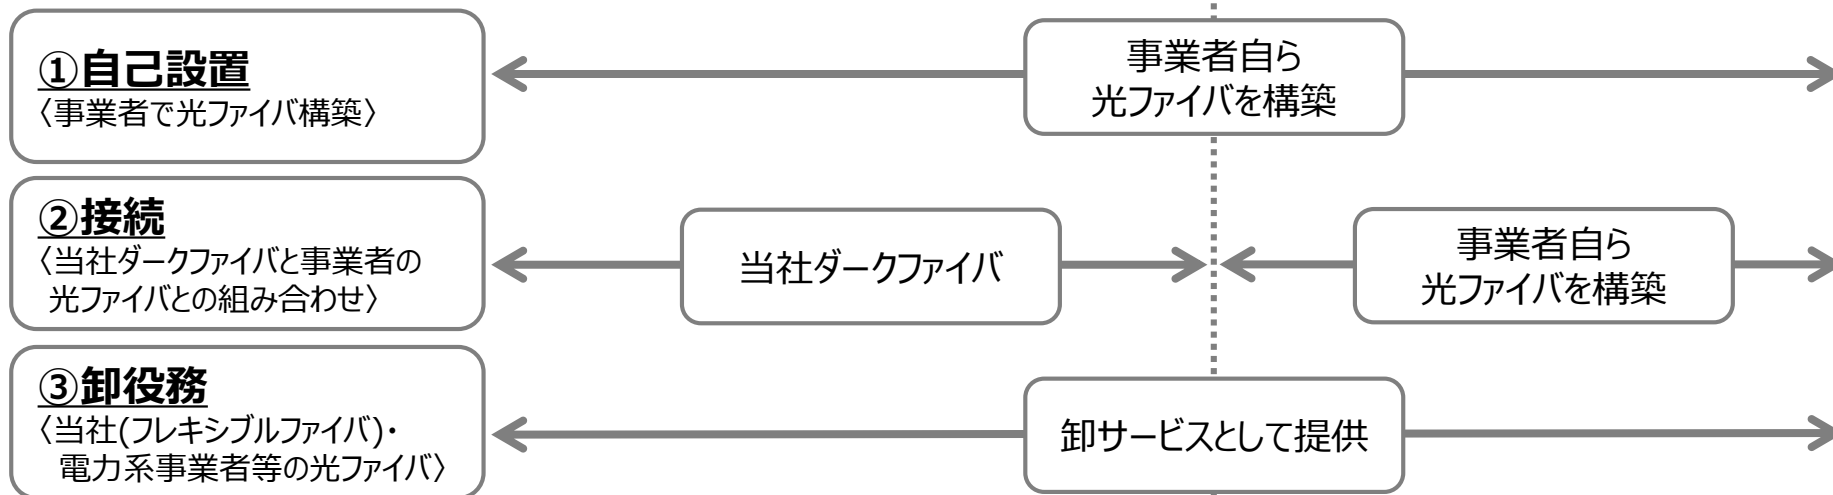 ①自己設置
〈事業者で光ファイバ構築〉
事業者自ら
光ファイバを構築
②接続
〈当社ダークファイバと事業者の
光ファイバとの組み合わせ〉
当社ダークファイバ
事業者自ら
光ファイバを構築
③卸役務
〈当社(フレキシブルファイバ)・
電力系事業者等の光ファイバ〉
卸サービスとして提供